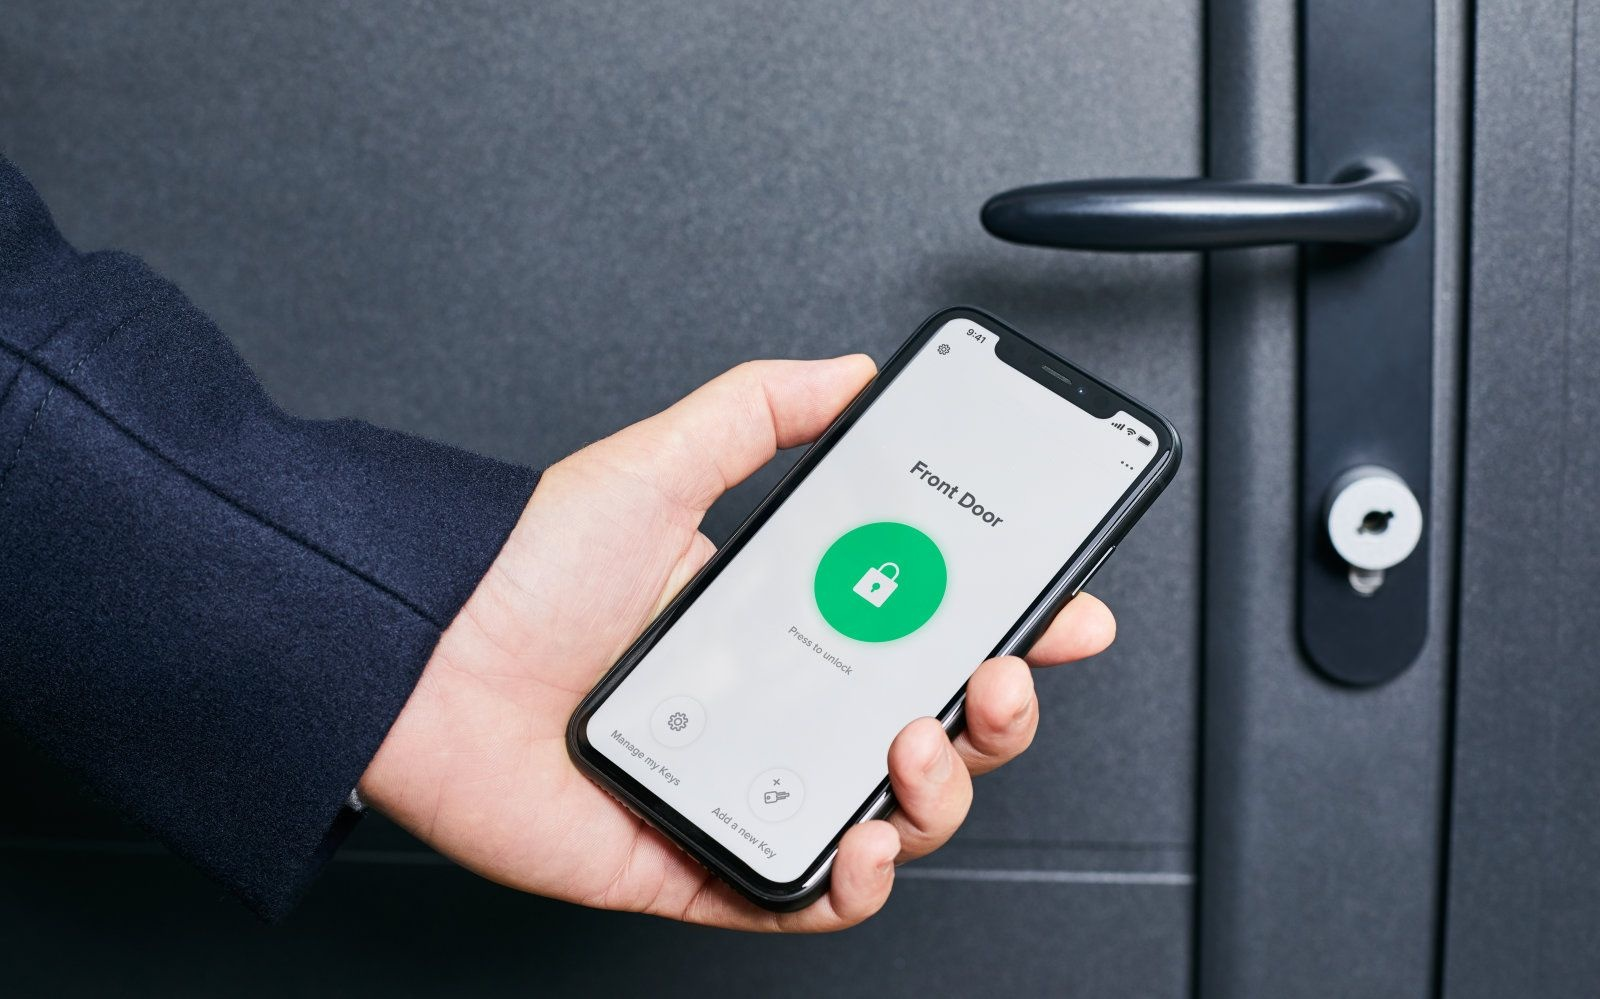 9:41
Front Door
Press to unlock
Manage my Keys
Add a new Key